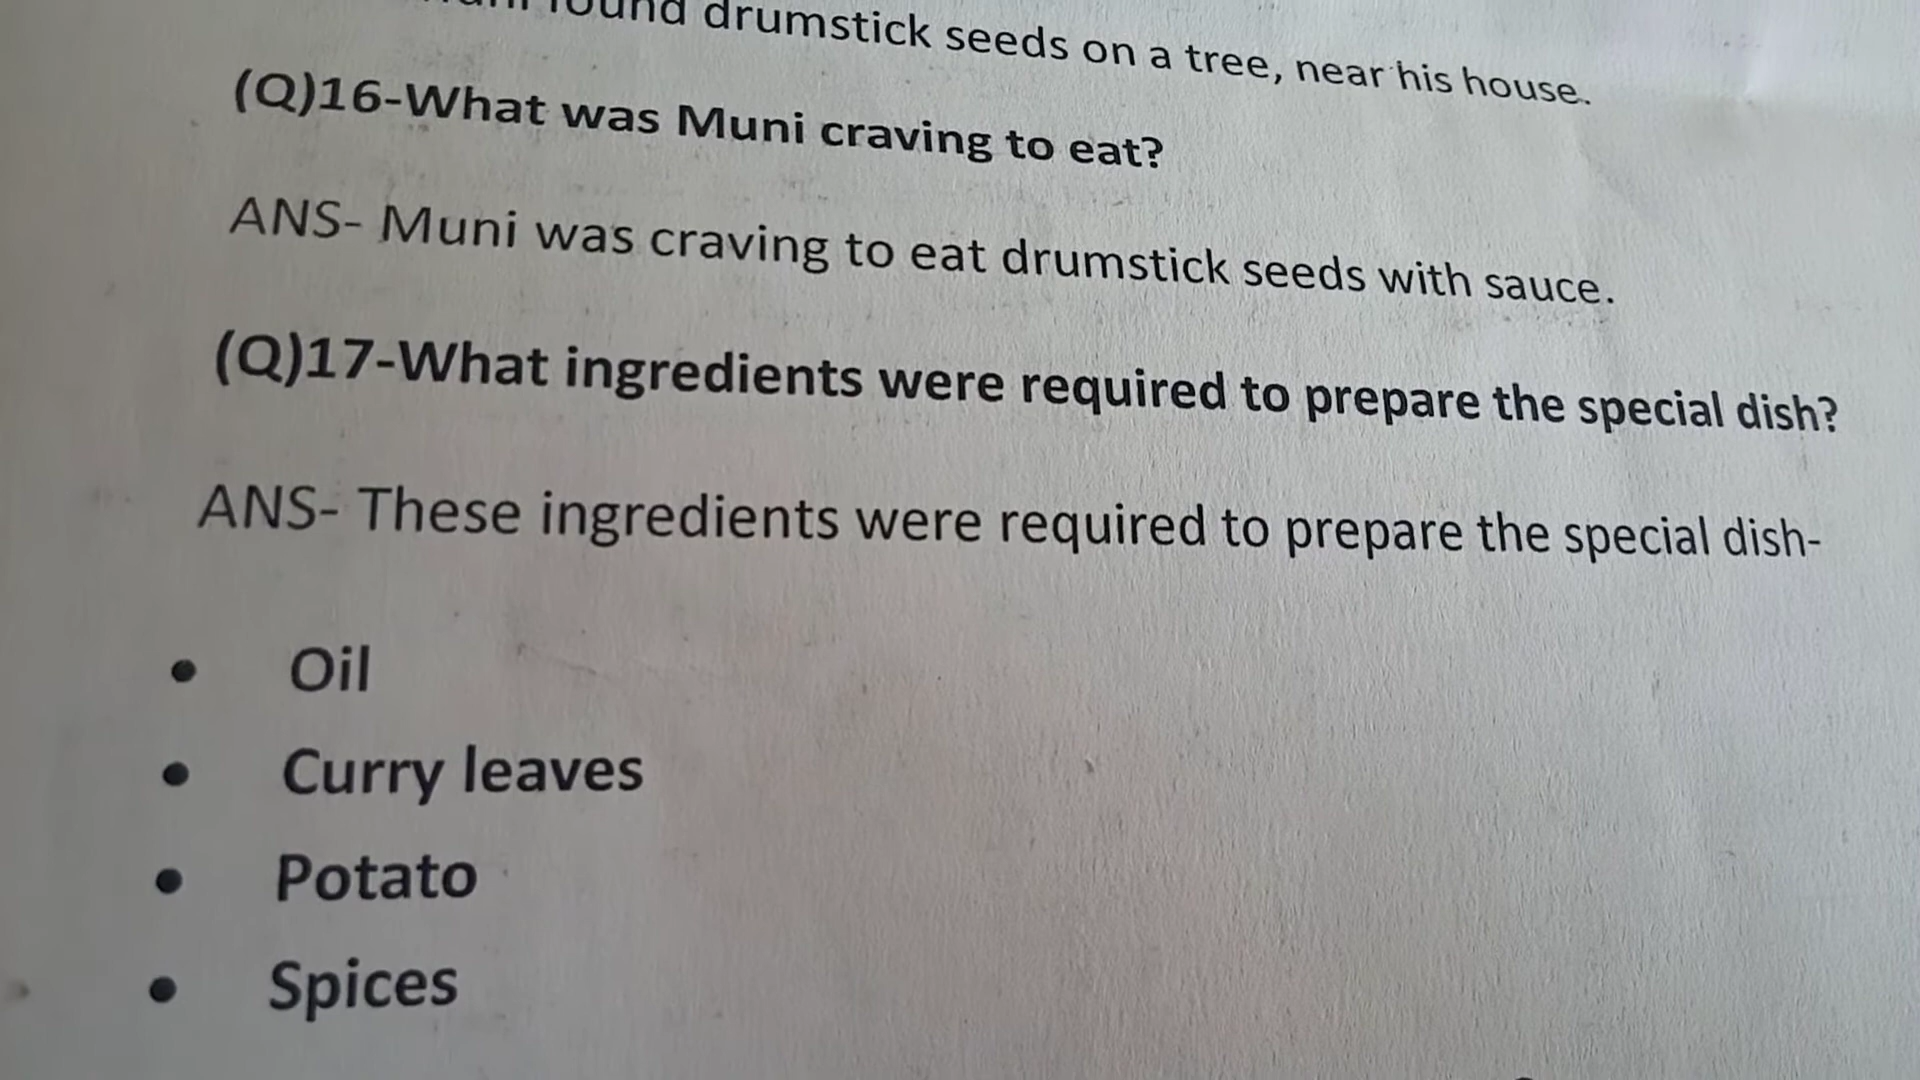 found drumstick seeds on a tree, near his house.
(Q)16-What was Muni craving to eat?
ANS- Muni was craving to eat drumstick seeds with sauce.
(Q)17-What ingredients were required to prepare the special dish?
ANS- These ingredients were required to prepare the special dish-
• Oil
• Curry leaves
• Potato
• Spices